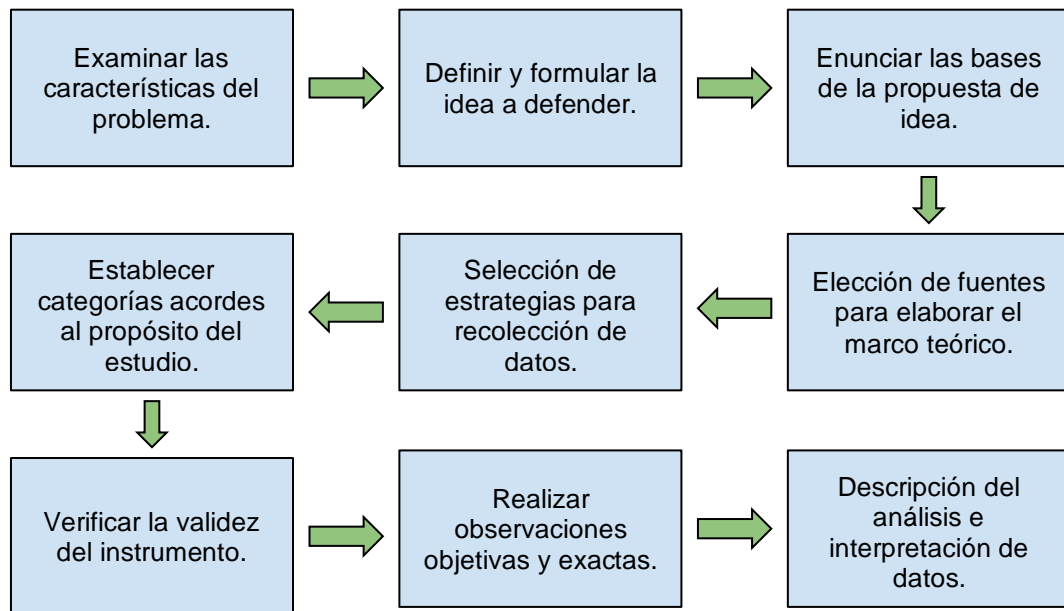 Examinar las
características del
problema.
Definir y formular la
idea a defender.
Enunciar las bases
de la propuesta de
idea.
Elección de fuentes
para elaborar el
marco teórico.
Selección de
estrategias para
recolección de
datos.
Establecer
categorías acordes
al propósito del
estudio.
Verificar la validez
del instrumento.
Realizar
observaciones
objetivas y exactas.
Descripción del
análisis e
interpretación de
datos.